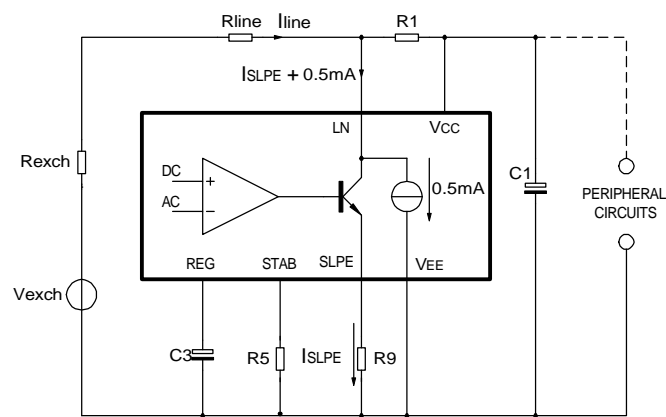 Rline
Iline
R1
ISLPE + 0.5mA
LN
VCC
Rexch
DC
AC
0.5mA
C1
PERIPHERAL
CIRCUITS
REG
STAB
SLPE
VEE
Vexch
C3
R5
ISLPE
R9